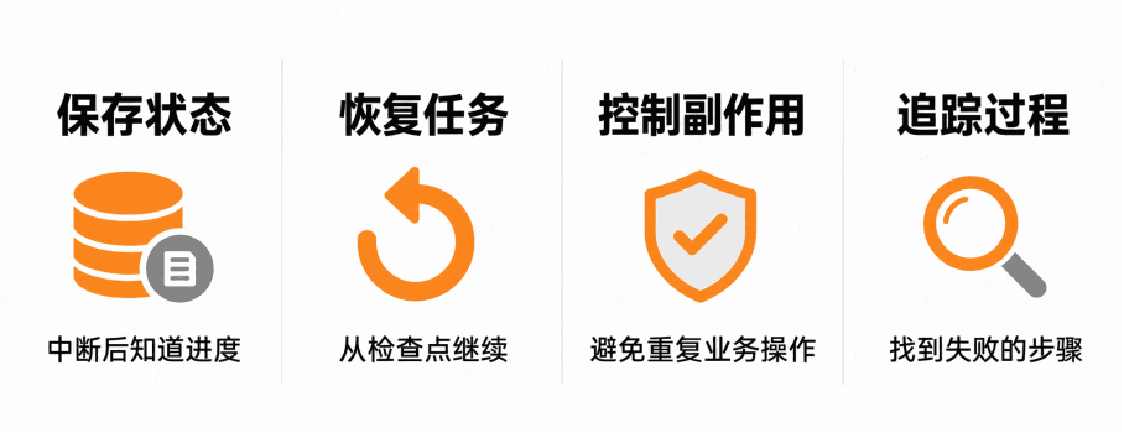 保存状态
中断后知道进度
恢复任务
从检查点继续
控制副作用
避免重复业务操作
追踪过程
找到失败的步骤